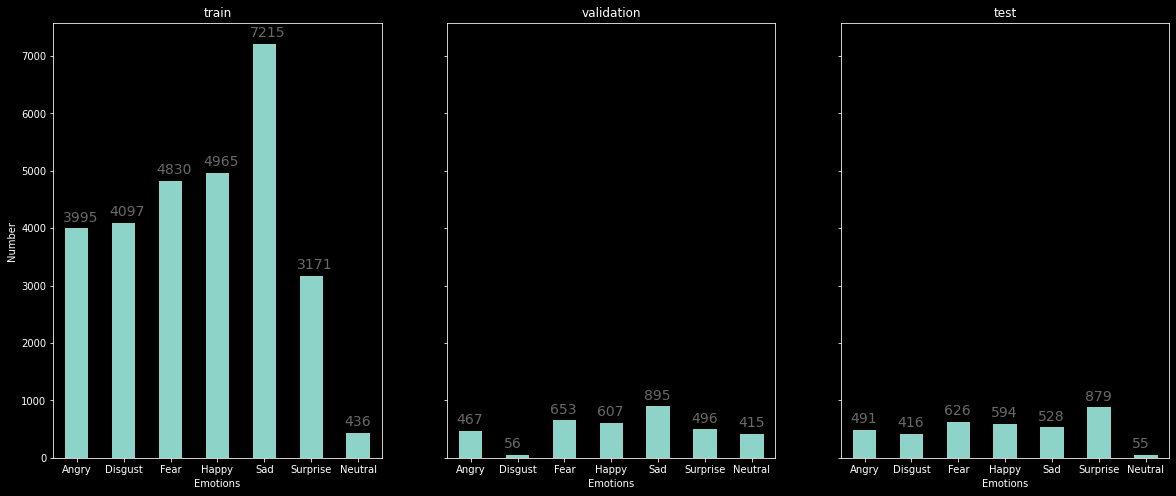 train
7215
4965
4830
4097
3995
3171
436
Number
7000
6000
5000
4000
3000
2000
1000
0
Angry Disgust Fear Happy Sad Surprise Neutral
Emotions
validation
467
56
653
607
895
496
415
Angry Disgust Fear Happy Sad Surprise Neutral
Emotions
test
491
416
626
594
528
879
55
Angry Disgust Fear Happy Sad Surprise Neutral
Emotions